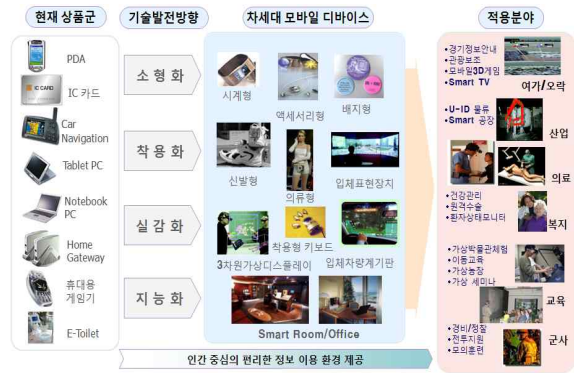 현재 상품군
기술발전방향
차세대 모바일 디바이스
적용분야
PDA
IC CARD
IC 카드
Car
Navigation
Tablet PC
Notebook
PC
Home
Gateway
휴대용
게임기
E-Toilet
소 형 화
착 용 화
실 감 화
지 능 화
시계형
액세서리형
배지형
신발형
의류형
입체표현장치
3차원가상디스플레이
착용형 키보드
입체차량계기판
Smart Room/Office
•경기정보안내
•관광보조
•모바일3D게임
•Smart TV
여가/오락
•U-ID 물류
•Smart 공장
산업
의료
•건강관리
•원격수술
•환자상태모니터
복지
•가상박물관체험
•이동교육
•가상농장
•가상 세미나
교육
•경비/정찰
•전투지원
•모의훈련
군사
인간 중심의 편리한 정보 이용 환경 제공